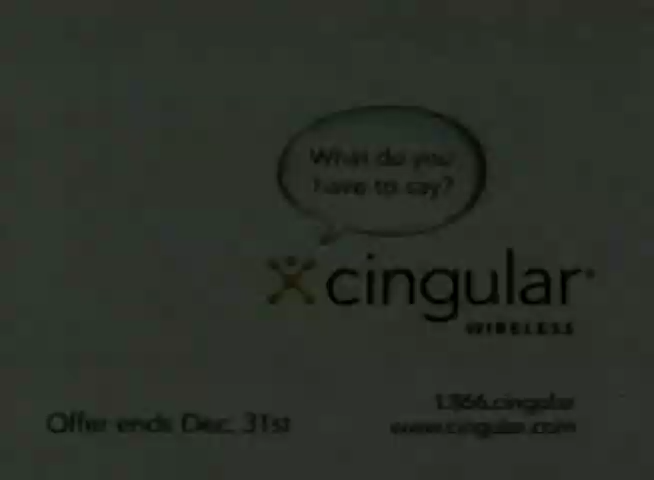 What do you
have to say?
cingular
WIRELESS
1.866.cingular
www.cingular.com
Offer ends Dec. 31st